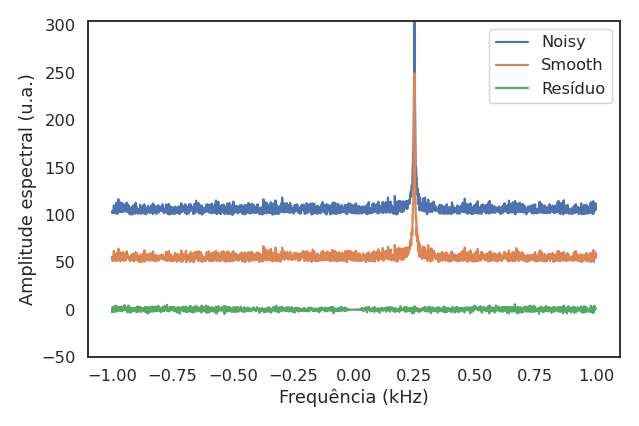 300
250
200
150
100
50
0
−50
Amplitude espectral (u.a.)
Noisy
Smooth
Resíduo
−1.00 −0.75 −0.50 −0.25 0.00 0.25 0.50 0.75 1.00
Frequência (kHz)